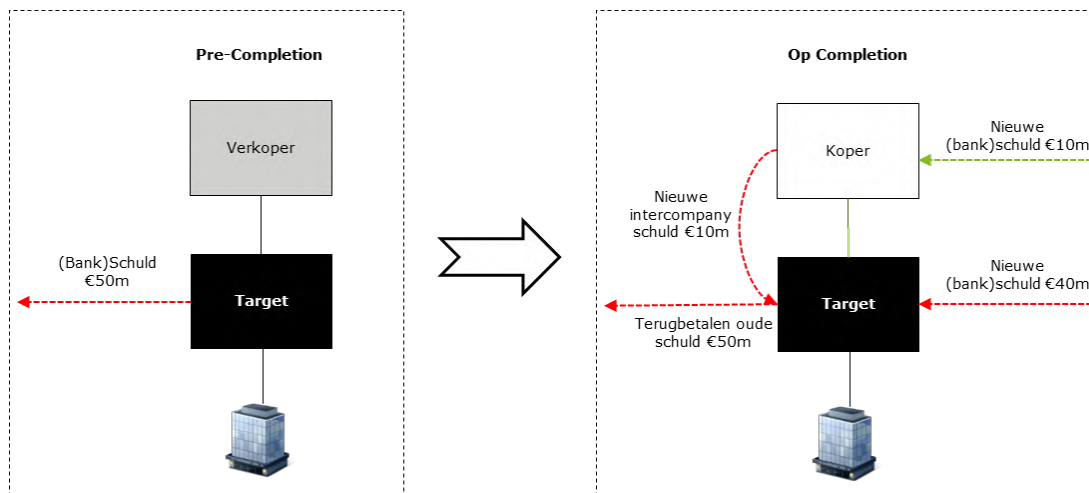 Pre-Completion
Verkoper
(Bank)Schuld
€50m
Target
Op Completion
Koper
Nieuwe
(bank)schuld €10m
Nieuwe
intercompany
schuld €10m
Nieuwe
(bank)schuld €40m
Target
Terugbetalen oude
schuld €50m